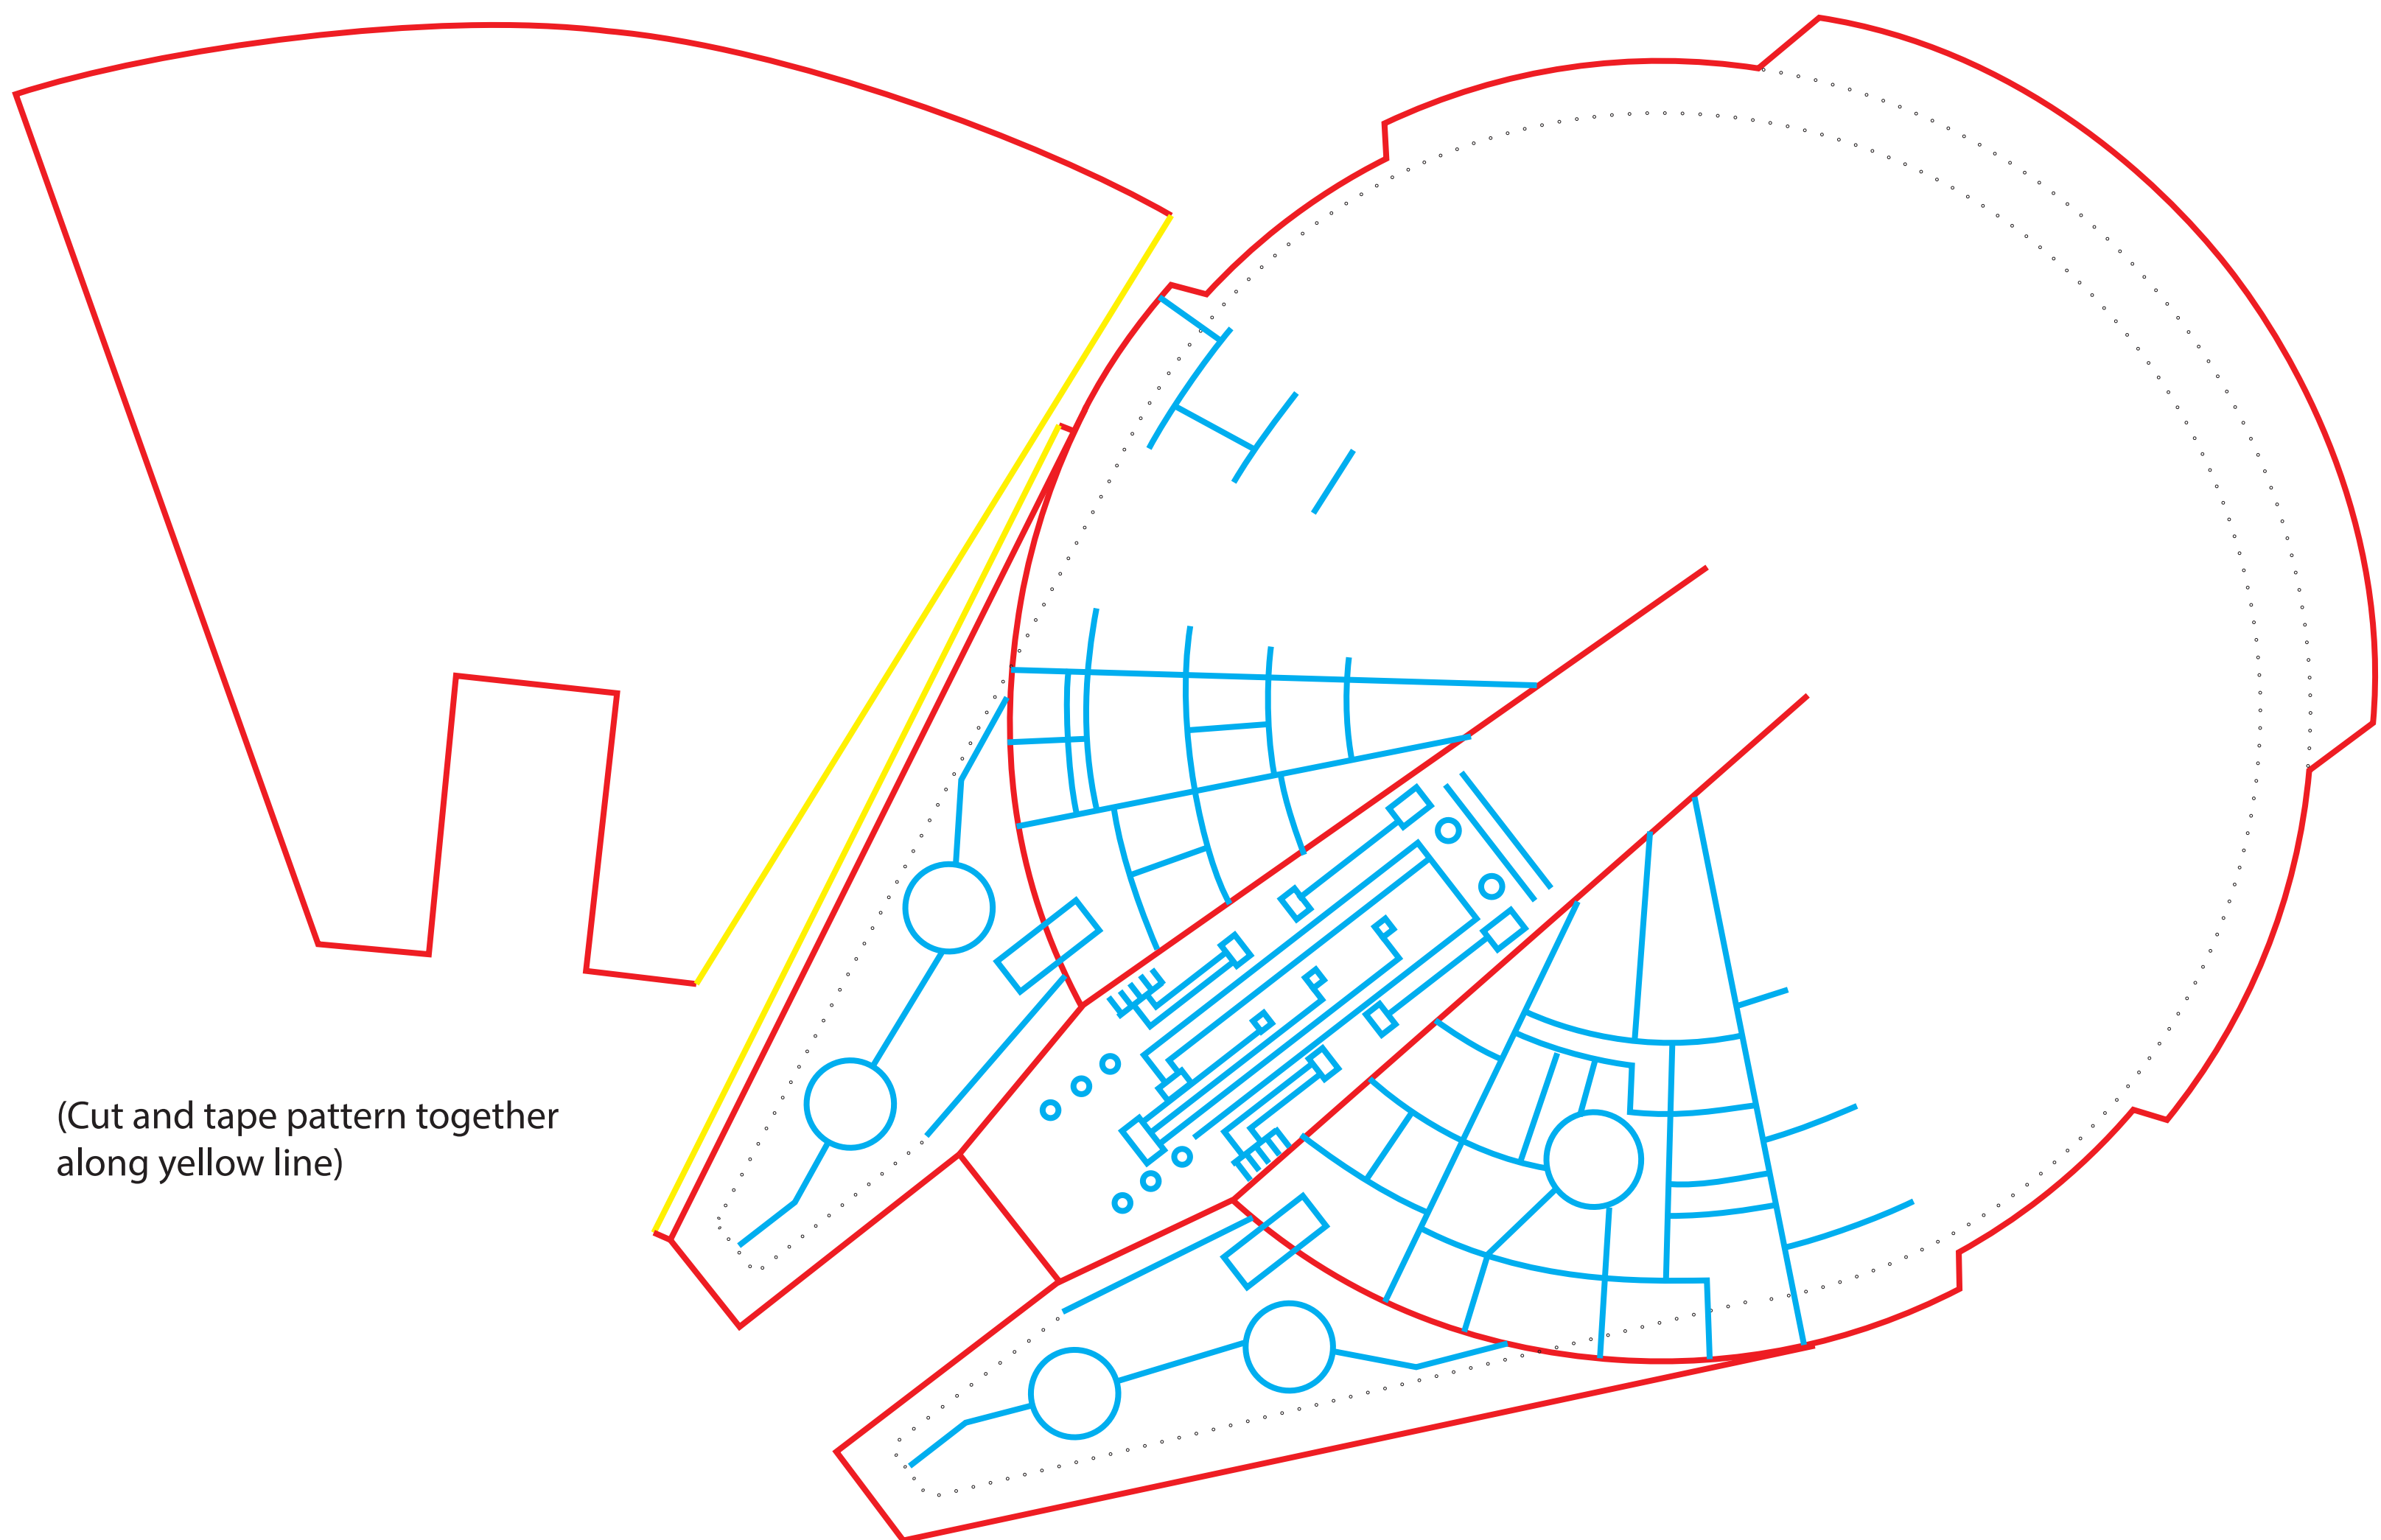 (Cut and tape pattern together
along yellow line)